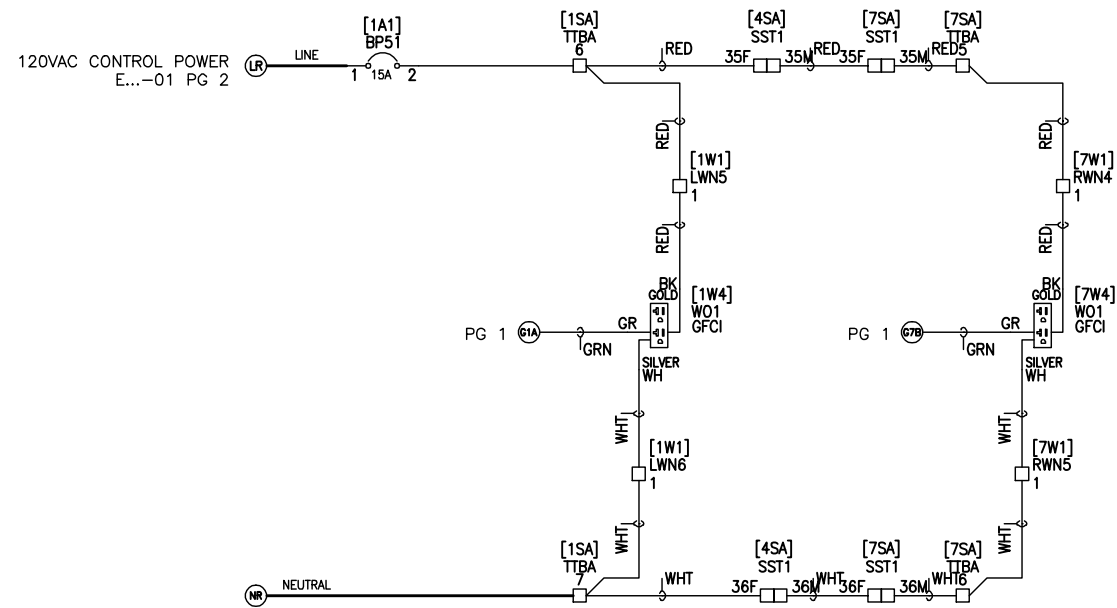 [1A1]
BP51
[1SA]
TTBA
6
[4SA]
SST1
[7SA]
SST1
[7SA]
TTBA
120VAC CONTROL POWER
E...-01 PG 2
LR
LINE
1
15A
2
RED
35F
35M
RED
35F
35M
RED
5
RED
[1W1]
LWN5
1
RED
RED
[7W1]
RWN4
1
RED
BK
GOLD
[1W4]
WO1
GFCI
PG 1
G1A
GRN
GR
SILVER
WH
BK
GOLD
[7W4]
WO1
GFCI
PG 1
G7B
GRN
GR
SILVER
WH
WHT
[1W1]
LWN6
1
WHT
WHT
[7W1]
RWN5
1
WHT
[1SA]
TTBA
7
[4SA]
SST1
[7SA]
SST1
[7SA]
TTBA
NR
NEUTRAL
WHT
36F
36M
WHT
36F
36M
WHT
6